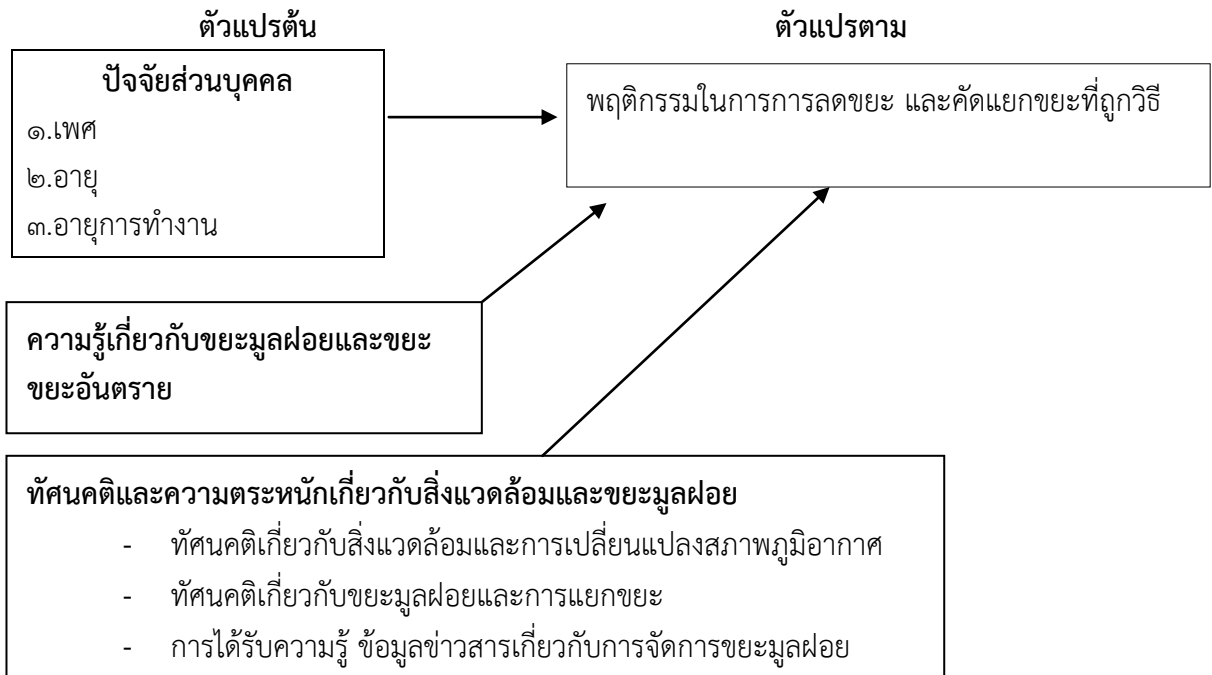 ตัวแปรต้น
ตัวแปรตาม
ปัจจัยส่วนบุคคล
๑.เพศ
๒.อายุ
๓.อายุการทำงาน
พฤติกรรมในการการลดขยะ และคัดแยกขยะที่ถูกวิธี
ความรู้เกี่ยวกับขยะมูลฝอยและขยะ
ขยะอันตราย
ทัศนคติและความตระหนักเกี่ยวกับสิ่งแวดล้อมและขยะมูลฝอย
- ทัศนคติเกี่ยวกับสิ่งแวดล้อมและการเปลี่ยนแปลงสภาพภูมิอากาศ
- ทัศนคติเกี่ยวกับขยะมูลฝอยและการแยกขยะ
- การได้รับความรู้ ข้อมูลข่าวสารเกี่ยวกับการจัดการขยะมูลฝอย